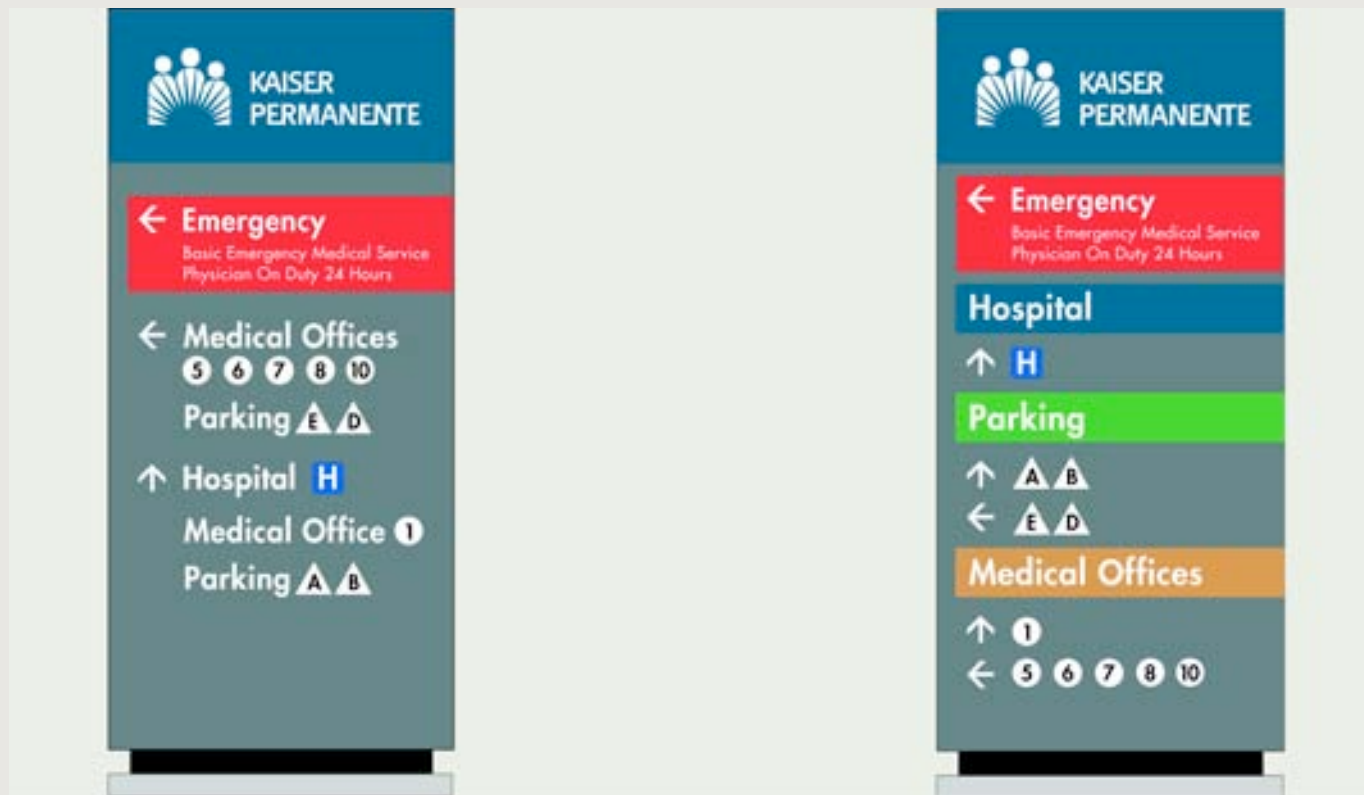 KAISER
PERMANENTE
← Emergency
Basic Emergency Medical Service
Physician On Duty 24 Hours
← Medical Offices
5 6 7 8 10
Parking E D
↑ Hospital H
Medical Office 1
Parking A B
KAISER
PERMANENTE
← Emergency
Basic Emergency Medical Service
Physician On Duty 24 Hours
Hospital
↑ H
Parking
↑ A B
← E D
Medical Offices
↑ 1
← 5 6 7 8 10